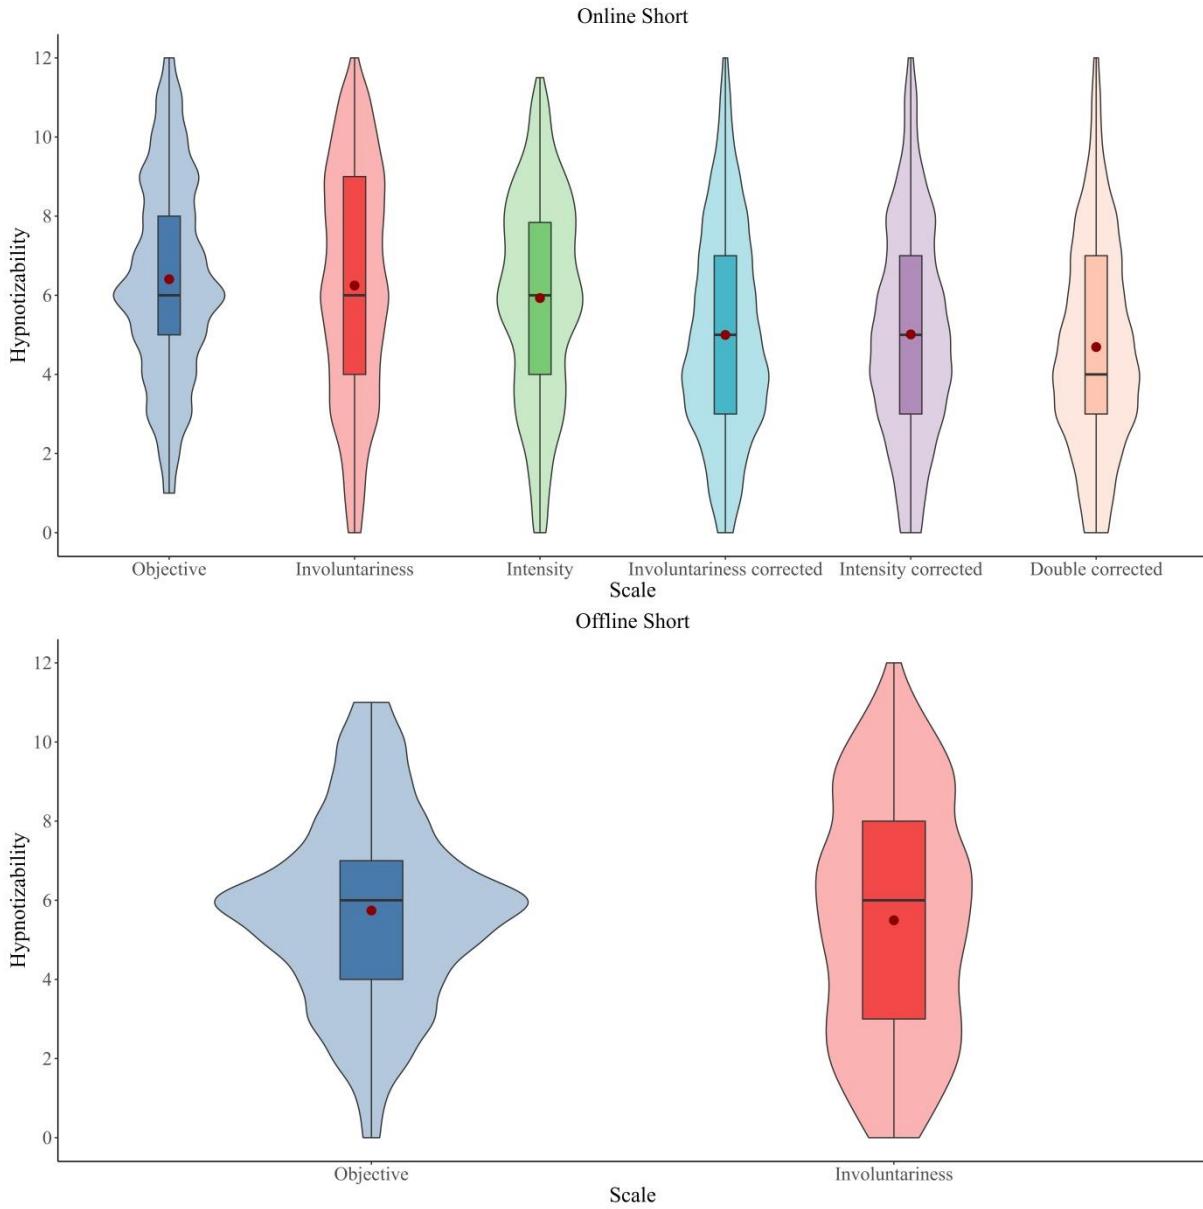 Online Short
Hypnotizability
12
10
8
6
4
2
0
Objective
Involuntariness
Intensity
Involuntariness corrected
Intensity corrected
Double corrected
Scale
Offline Short
Hypnotizability
12
10
8
6
4
2
0
Objective
Involuntariness
Scale